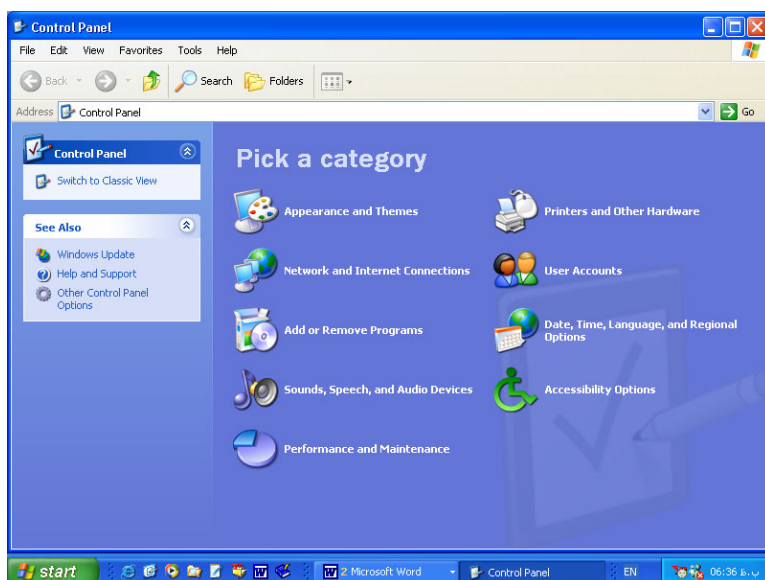 Control Panel
File Edit View Favorites Tools Help
Back Search Folders
Address Control Panel Go
Control Panel
Switch to Classic View
See Also
Windows Update
Help and Support
Other Control Panel
Options
Pick a category
Appearance and Themes
Printers and Other Hardware
Network and Internet Connections
User Accounts
Add or Remove Programs
Date, Time, Language, and Regional
Options
Sounds, Speech, and Audio Devices
Accessibility Options
Performance and Maintenance
start 2 Microsoft Word Control Panel EN 06:36 ب.ظ